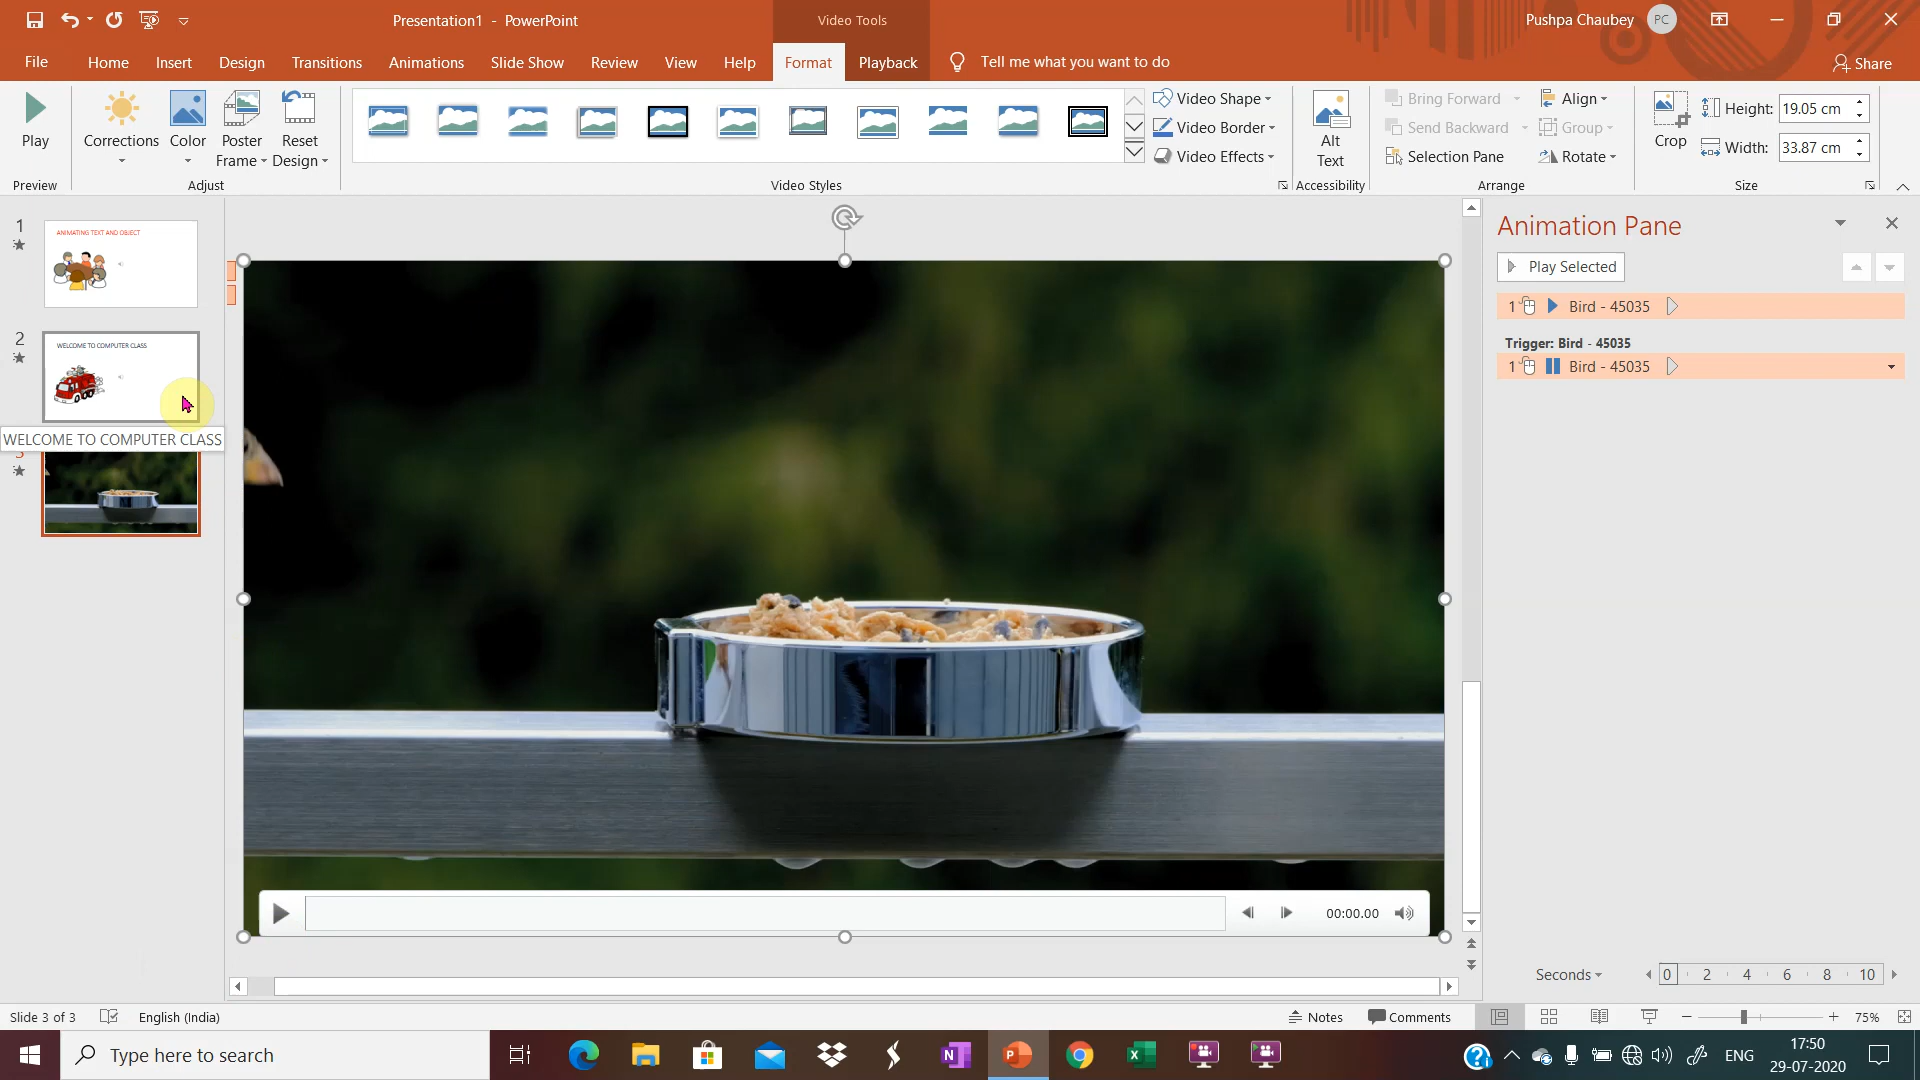 Presentation1 - PowerPoint
Video Tools
Pushpa Chaubey
PC
File
Home
Insert
Design
Transitions
Animations
Slide Show
Review
View
Help
Format
Playback
Tell me what you want to do
Share
Play
Corrections
Color
Poster
Frame
Reset
Design
Video Shape
Video Border
Video Effects
Alt
Text
Bring Forward
Send Backward
Selection Pane
Align
Group
Rotate
Crop
Height: 19.05 cm
Width: 33.87 cm
Preview
Adjust
Video Styles
Accessibility
Arrange
Size
1
ANIMATING TEXT AND OBJECT
2
WELCOME TO COMPUTER CLASS
WELCOME TO COMPUTER CLASS
3
00:00.00
Animation Pane
Play Selected
1 Bird - 45035
Trigger: Bird - 45035
1 Bird - 45035
Seconds
0 2 4 6 8 10
Slide 3 of 3
English (India)
Notes
Comments
75%
Type here to search
ENG
17:50
29-07-2020